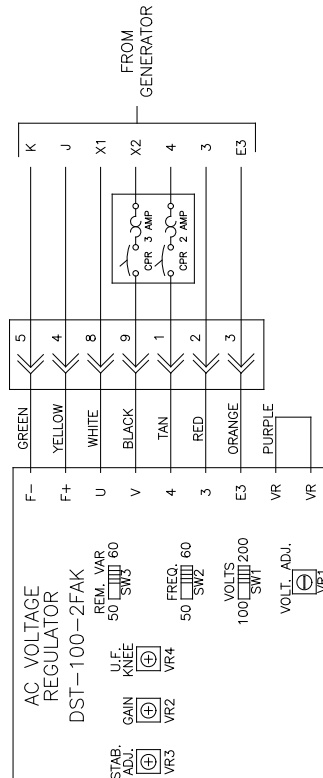 AC VOLTAGE
REGULATOR
DST-100-2FAK
STAB.
ADJ.
VR3
GAIN
VR2
U.F.
KNEE
VR4
REM. VAR
50 60
SW3
FREQ.
50 60
SW2
VOLTS
100 200
SW1
VOLT. ADJ.
VR1
F- GREEN 5 K
F+ YELLOW 4 J
U WHITE 8 X1
V BLACK 9 CPR 3 AMP X2
4 TAN 1 CPR 2 AMP 4
3 RED 2 3
E3 ORANGE 3 E3
VR PURPLE
VR
FROM
GENERATOR